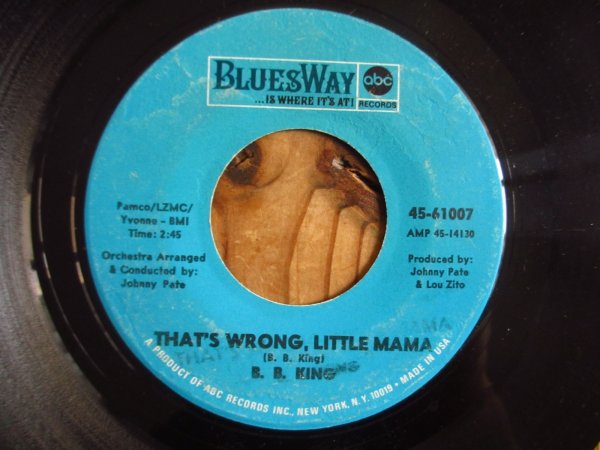 BLUESWAY
...IS WHERE IT'S AT!
abc
RECORDS
Pamco/LZMC/
Yvonne - BMI
Time: 2:45
Orchestra Arranged
& Conducted by:
Johnny Pate
45-61007
AMP 45-14130
Produced by:
Johnny Pate
& Lou Zito
THAT'S WRONG, LITTLE MAMA
(B. B. King)
B. B. KING
A PRODUCT OF ABC RECORDS INC., NEW YORK, N.Y. 10019 • MADE IN USA